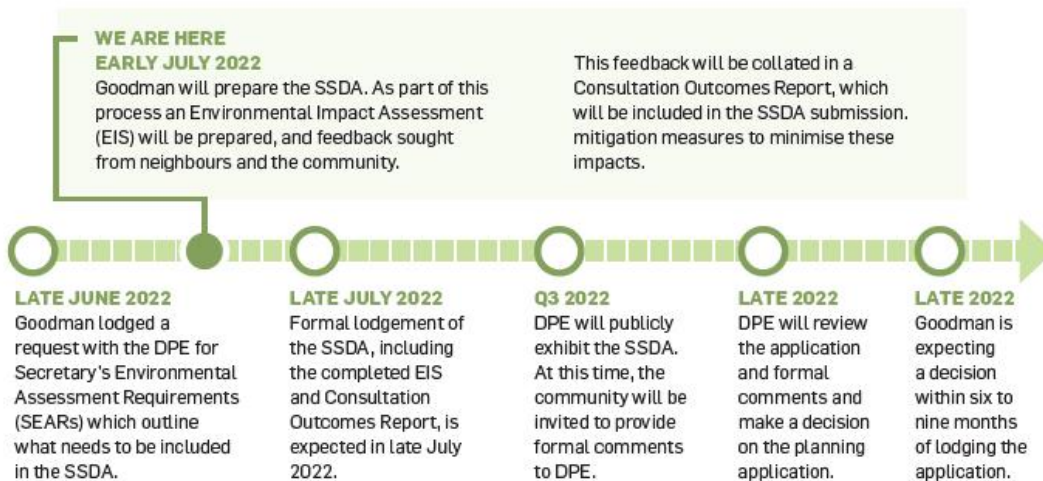 WE ARE HERE
EARLY JULY 2022
Goodman will prepare the SSDA. As part of this
process an Environmental Impact Assessment
(EIS) will be prepared, and feedback sought
from neighbours and the community.
This feedback will be collated in a
Consultation Outcomes Report, which
will be included in the SSDA submission.
mitigation measures to minimise these
impacts.
LATE JUNE 2022
Goodman lodged a
request with the DPE for
Secretary's Environmental
Assessment Requirements
(SEARs) which outline
what needs to be included
in the SSDA.
LATE JULY 2022
Formal lodgement of
the SSDA, including
the completed EIS
and Consultation
Outcomes Report, is
expected in late July
2022.
Q3 2022
DPE will publicly
exhibit the SSDA.
At this time, the
community will be
invited to provide
formal comments
to DPE.
LATE 2022
DPE will review
the application
and formal
comments and
make a decision
on the planning
application.
LATE 2022
Goodman is
expecting
a decision
within six to
nine months
of lodging the
application.